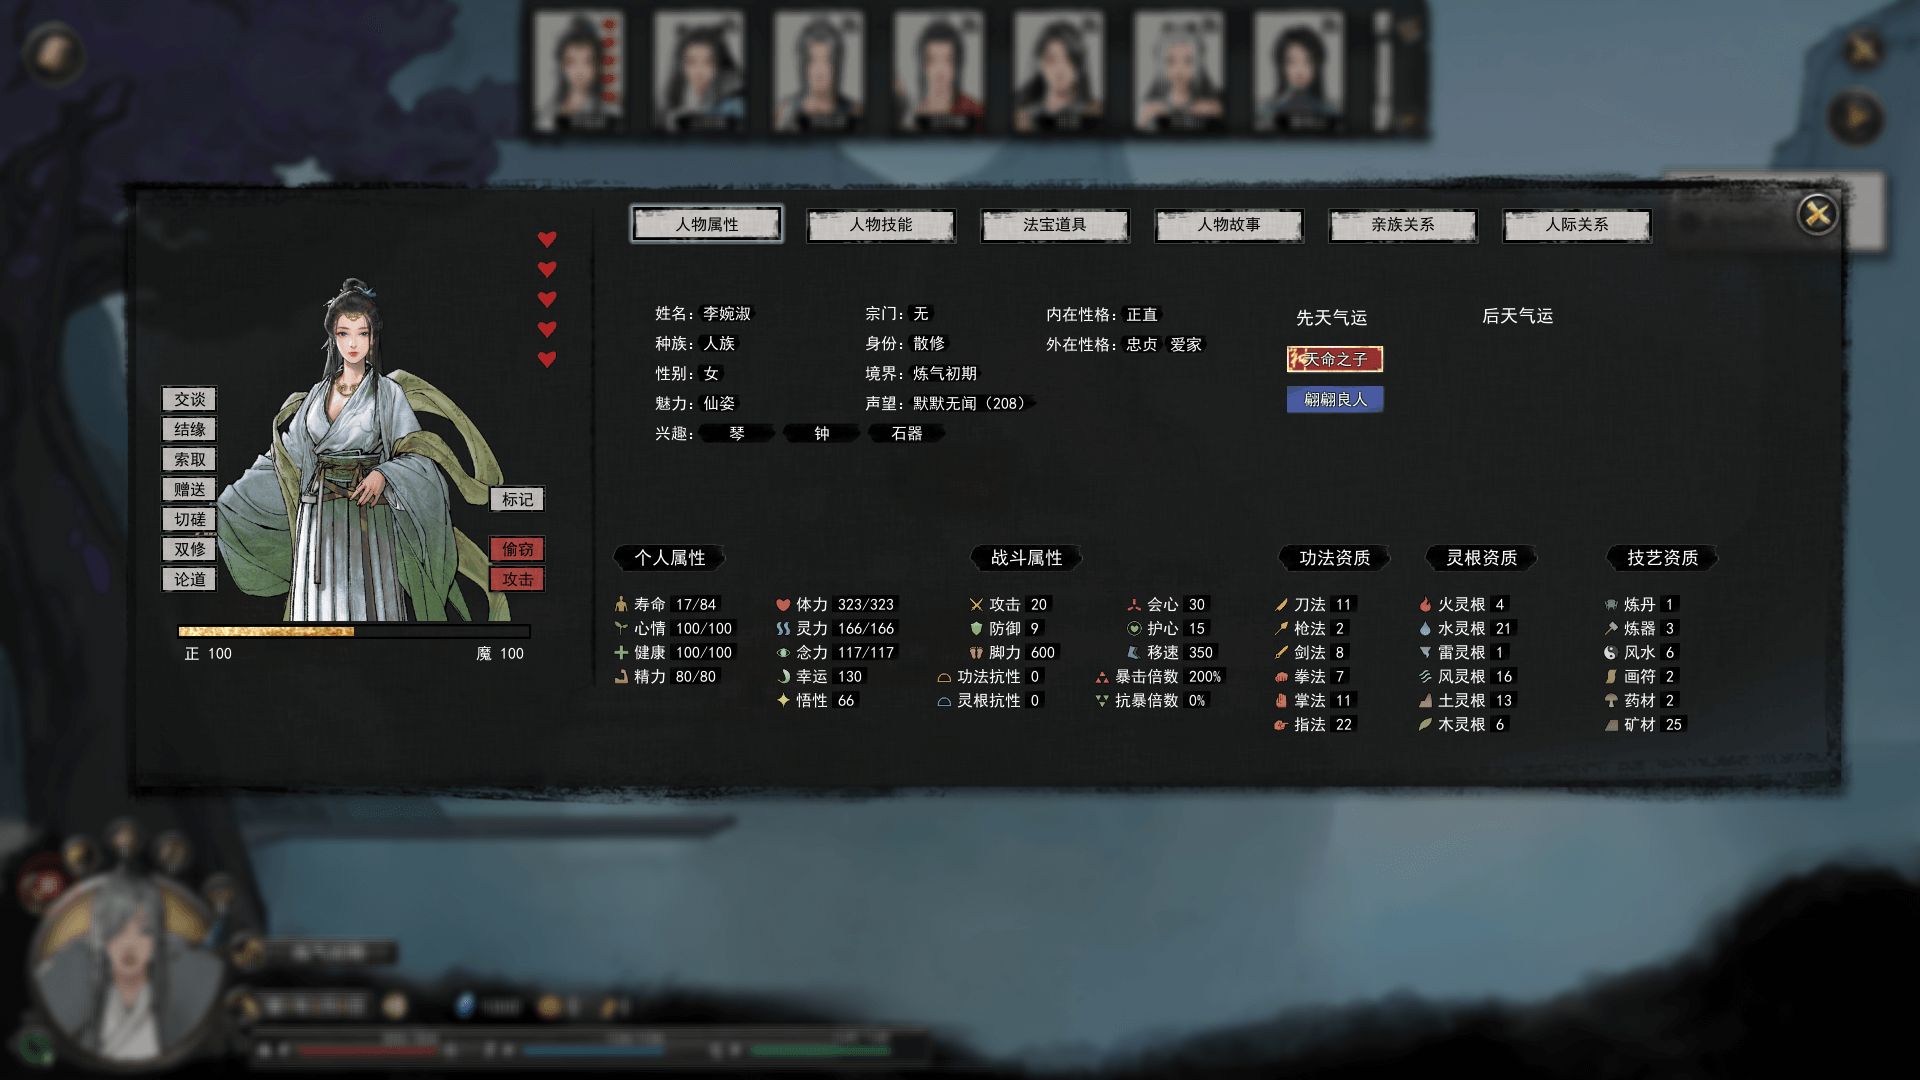 人物属性 人物技能 法宝道具 人物故事 亲族关系 人际关系
姓名： 李婉淑
种族： 人族
性别： 女
魅力： 仙姿
兴趣： 琴 钟 石器
宗门： 无
身份： 散修
境界： 炼气初期
声望： 默默无闻（208）
内在性格： 正直
外在性格： 忠贞 爱家
先天气运
天命之子
翩翩良人
后天气运
交谈
结缘
索取
赠送
切磋
双修
论道
标记
偷窃
攻击
正 100
魔 100
个人属性
寿命 17/84
心情 100/100
健康 100/100
精力 80/80
体力 323/323
灵力 166/166
念力 117/117
幸运 130
悟性 66
战斗属性
攻击 20
防御 9
脚力 600
功法抗性 0
灵根抗性 0
会心 30
护心 15
移速 350
暴击倍数 200%
抗暴倍数 0%
功法资质
刀法 11
枪法 2
剑法 8
拳法 7
掌法 11
指法 22
灵根资质
火灵根 4
水灵根 21
雷灵根 1
风灵根 16
土灵根 13
木灵根 6
技艺资质
炼丹 1
炼器 3
风水 6
画符 2
药材 2
矿材 25